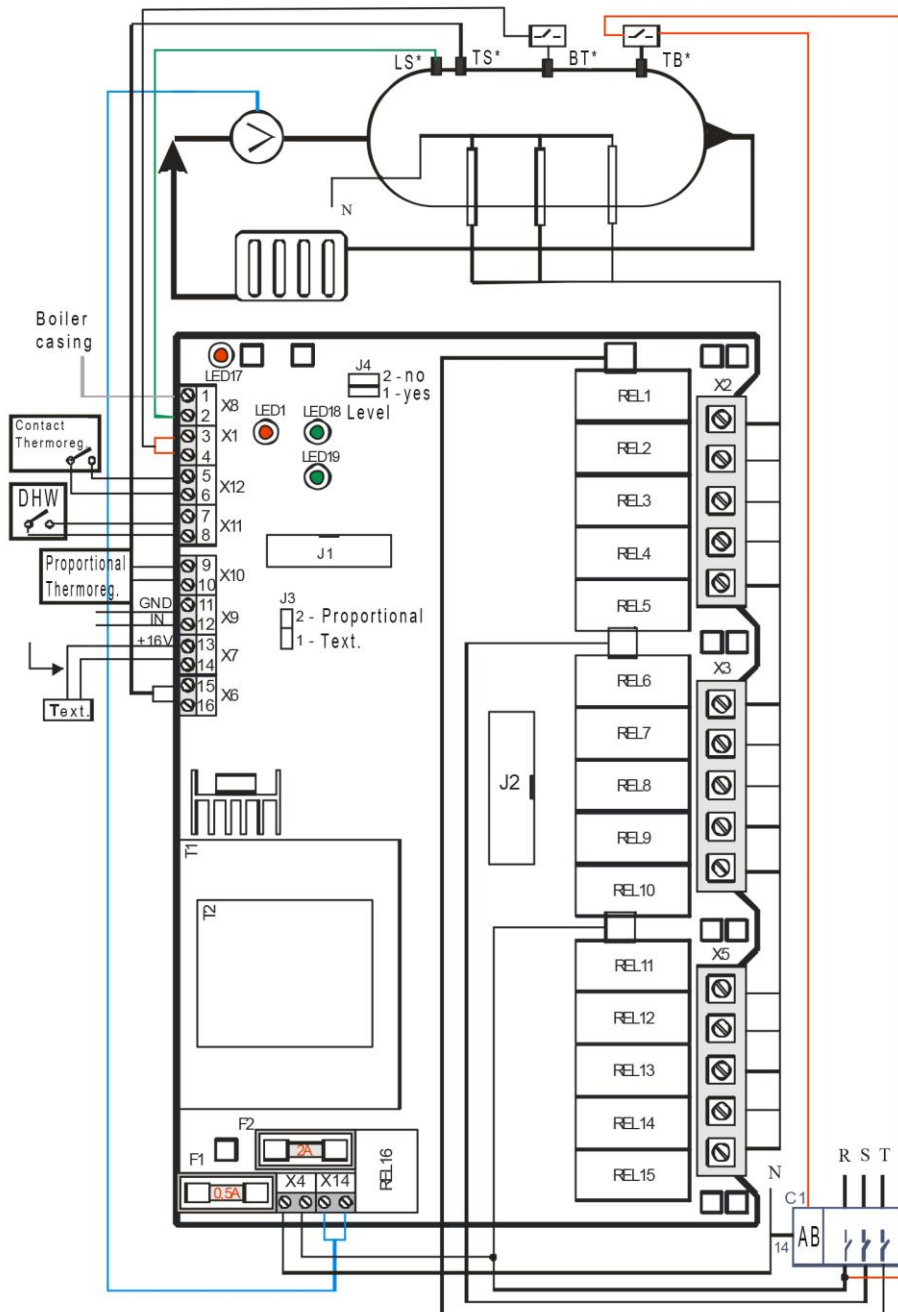 LS* TS* BT* TB*
N
Boiler
casing
LED17
J4
2 - no
1 - yes
Level
X2
1
2
X8
LED1
LED18
REL1
Contact
Thermoreg.
3
4
X1
LED19
REL2
5
6
X12
REL3
DHW
7
8
X11
J1
REL4
Proportional
Thermoreg.
9
10
X10
REL5
GND
IN
11
12
X9
J3
2 - Proportional
1 - Text.
+16V
13
14
X7
X3
REL6
Text.
15
16
X6
REL7
J2
REL8
REL9
T1
REL10
T2
X5
REL11
REL12
REL13
REL14
REL15
F2
2A
F1
0.5A
X4
X14
REL16
N
R S T
C1
14
AB